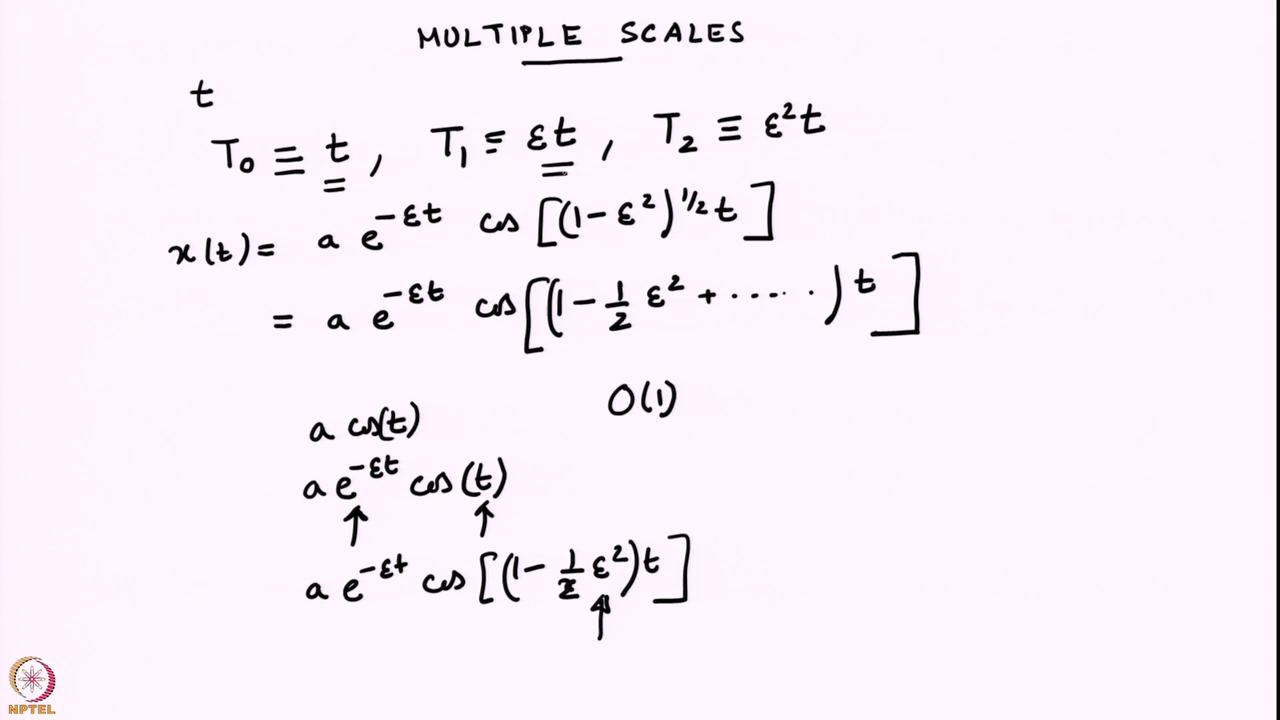 MULTIPLE SCALES
t
T₀ ≡ t, T₁ ≡ εt, T₂ ≡ ε²t
x(t) = a e^{-εt} cos[(1-ε²)^{1/2} t]
= a e^{-εt} cos[(1 - 1/2 ε² + ......) t]
O(1)
a cos(t)
a e^{-εt} cos(t)
↑ ↑
a e^{-εt} cos[(1 - 1/2 ε²)t]
↑
NPTEL